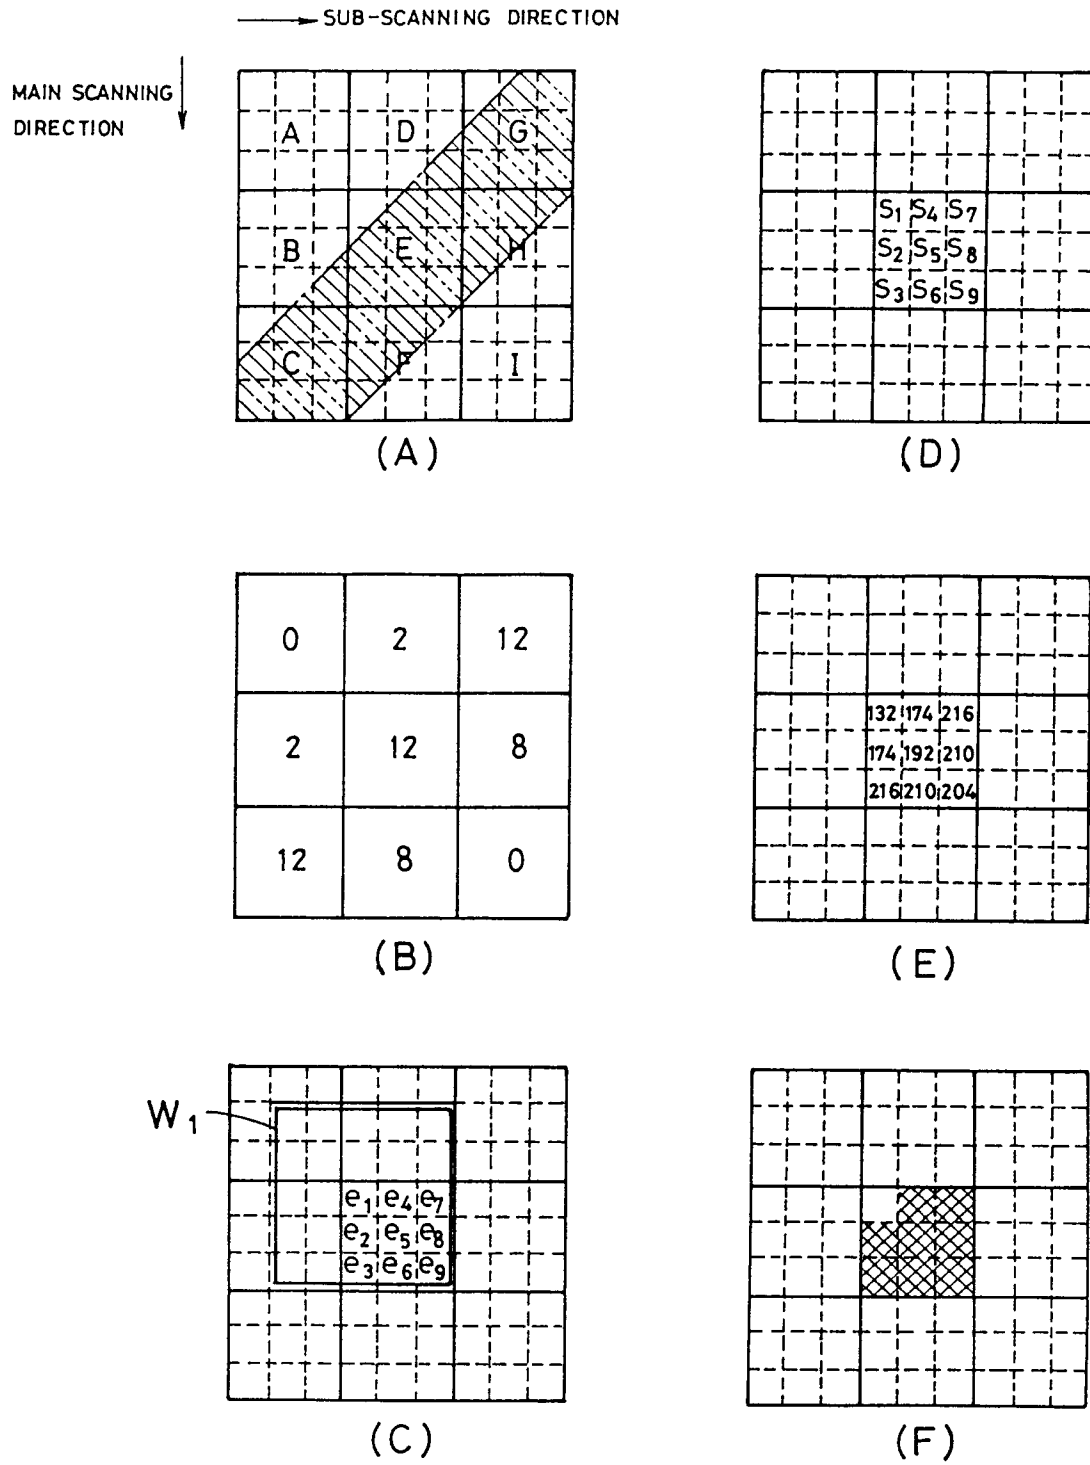 SUB-SCANNING DIRECTION
MAIN SCANNING
DIRECTION
A D G
B E H
C F I
(A)
S1 S4 S7
S2 S5 S8
S3 S6 S9
(D)
0 2 12
2 12 8
12 8 0
(B)
132 174 216
174 192 210
216 210 204
(E)
W1
e1 e4 e7
e2 e5 e8
e3 e6 e9
(C)
(F)